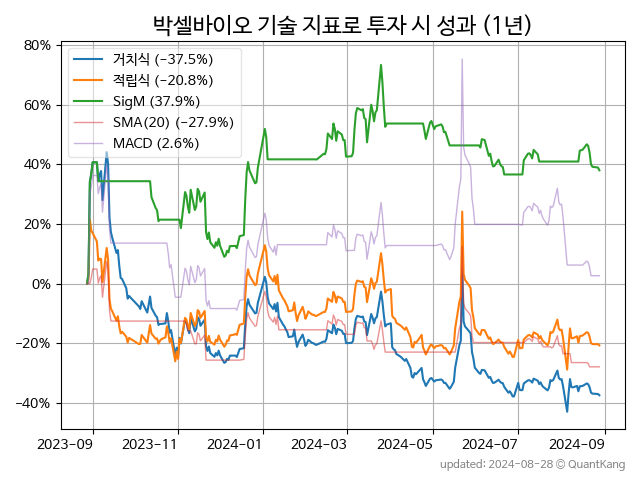 박셀바이오 기술 지표로 투자 시 성과 (1년)
거치식 (−37.5%)
적립식 (−20.8%)
SigM (37.9%)
SMA(20) (−27.9%)
MACD (2.6%)
80%
60%
40%
20%
0%
−20%
−40%
2023-09 2023-11 2024-01 2024-03 2024-05 2024-07 2024-09
updated: 2024-08-28 © QuantKang